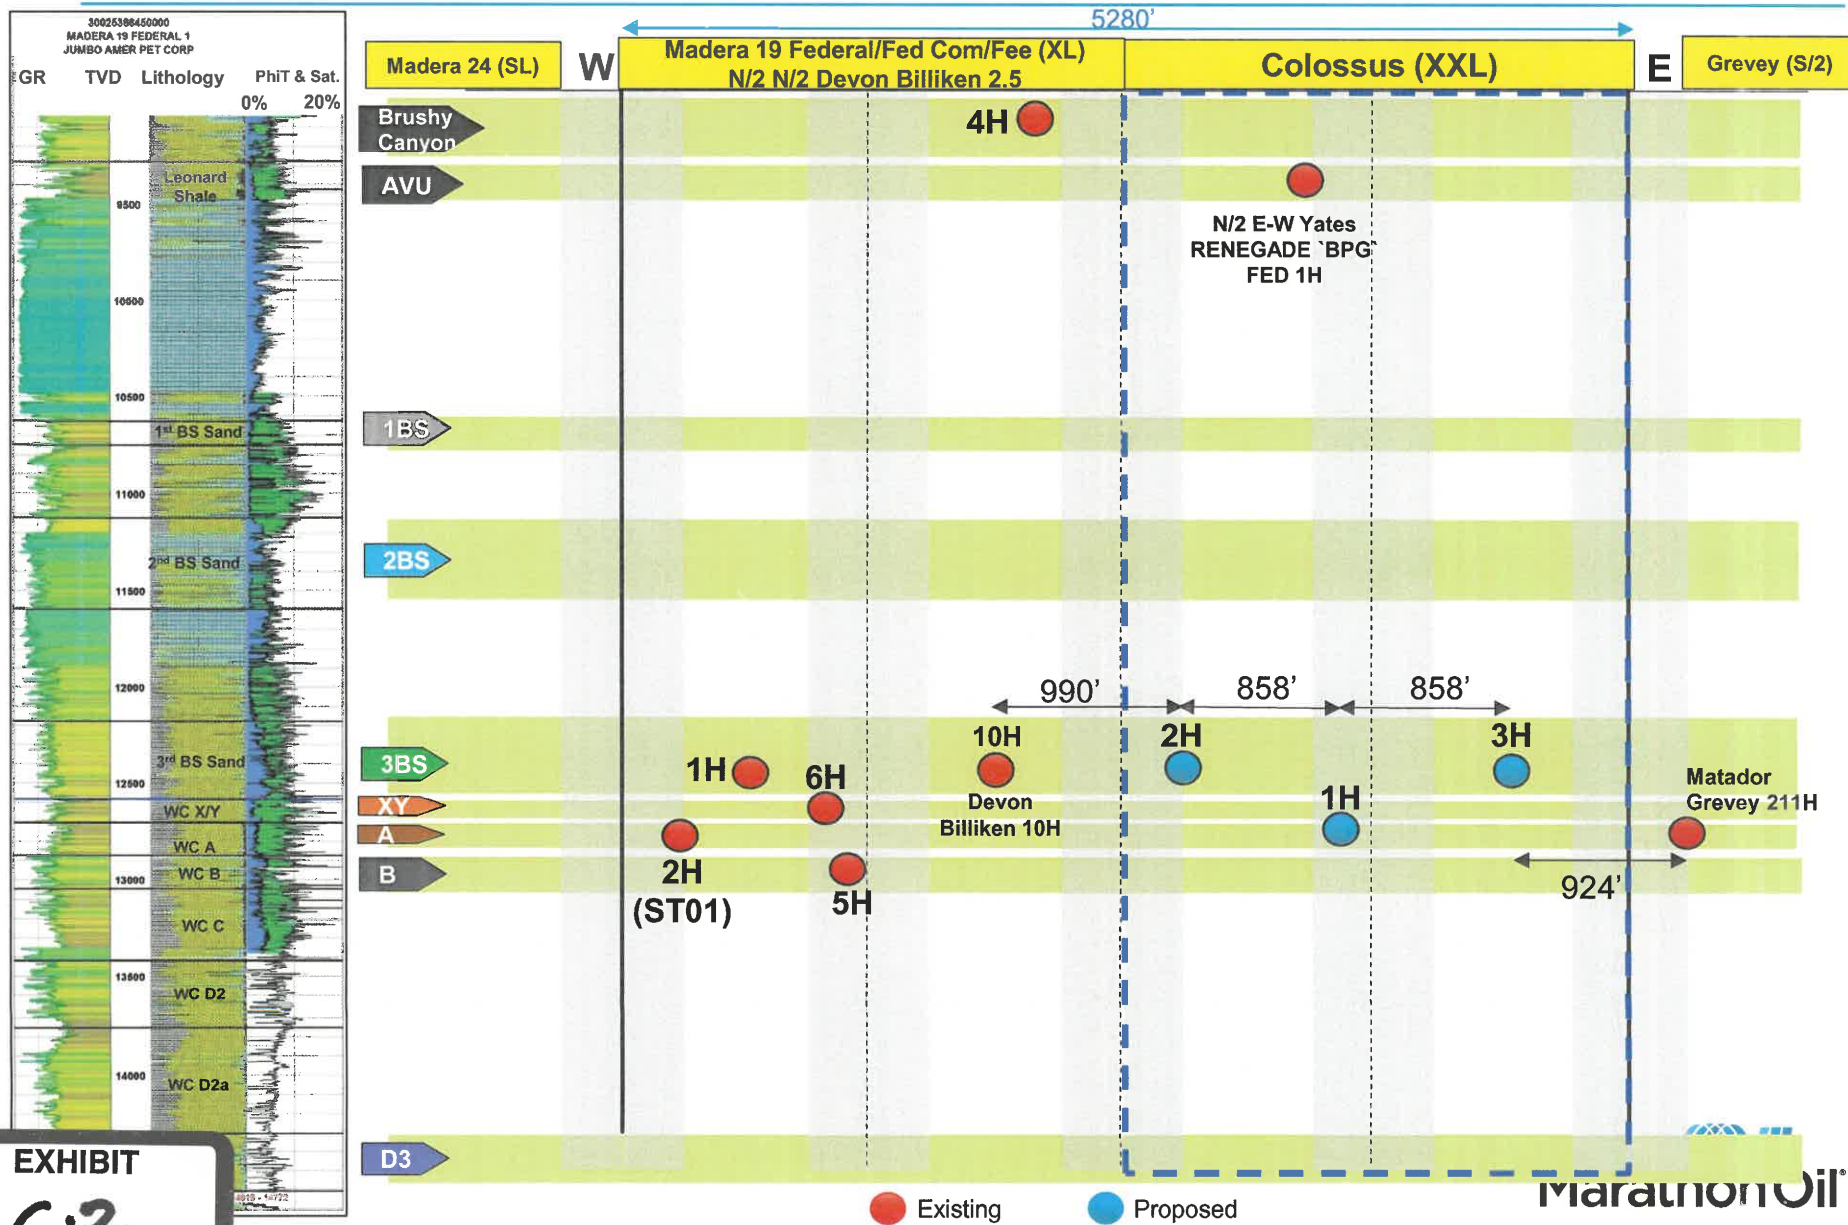 30025386450000
MADERA 19 FEDERAL 1
JUMBO AMER PET CORP
GR TVD Lithology PhiT & Sat.
0% 20%
Leonard
Shale
9500
10500
10500
1st BS Sand
11000
2nd BS Sand
11500
12000
3rd BS Sand
12500
WC X/Y
WC A
WC B
13000
WC C
13500
WC D2
14000
WC D2a
EXHIBIT
5280'
Madera 24 (SL)
W
Madera 19 Federal/Fed Com/Fee (XL)
N/2 N/2 Devon Billiken 2.5
Colossus (XXL)
E
Grevey (S/2)
Brushy
Canyon
4H
AVU
N/2 E-W Yates
RENEGADE `BPG`
FED 1H
1BS
2BS
990'
858'
858'
3BS
1H
6H
10H
Devon
Billiken 10H
2H
3H
1H
Matador
Grevey 211H
XY
A
2H
(ST01)
B
5H
924'
D3
Existing
Proposed
Marathon Oil